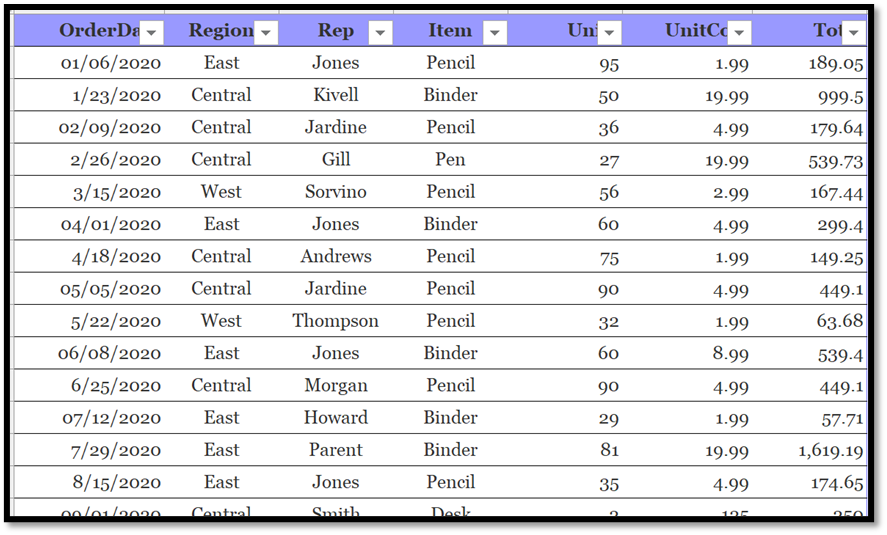 OrderDa Region Rep Item Uni UnitCo Tot
01/06/2020 East Jones Pencil 95 1.99 189.05
1/23/2020 Central Kivell Binder 50 19.99 999.5
02/09/2020 Central Jardine Pencil 36 4.99 179.64
2/26/2020 Central Gill Pen 27 19.99 539.73
3/15/2020 West Sorvino Pencil 56 2.99 167.44
04/01/2020 East Jones Binder 60 4.99 299.4
4/18/2020 Central Andrews Pencil 75 1.99 149.25
05/05/2020 Central Jardine Pencil 90 4.99 449.1
5/22/2020 West Thompson Pencil 32 1.99 63.68
06/08/2020 East Jones Binder 60 8.99 539.4
6/25/2020 Central Morgan Pencil 90 4.99 449.1
07/12/2020 East Howard Binder 29 1.99 57.71
7/29/2020 East Parent Binder 81 19.99 1,619.19
8/15/2020 East Jones Pencil 35 4.99 174.65
09/01/2020 Central Smith Desk 2 125 250